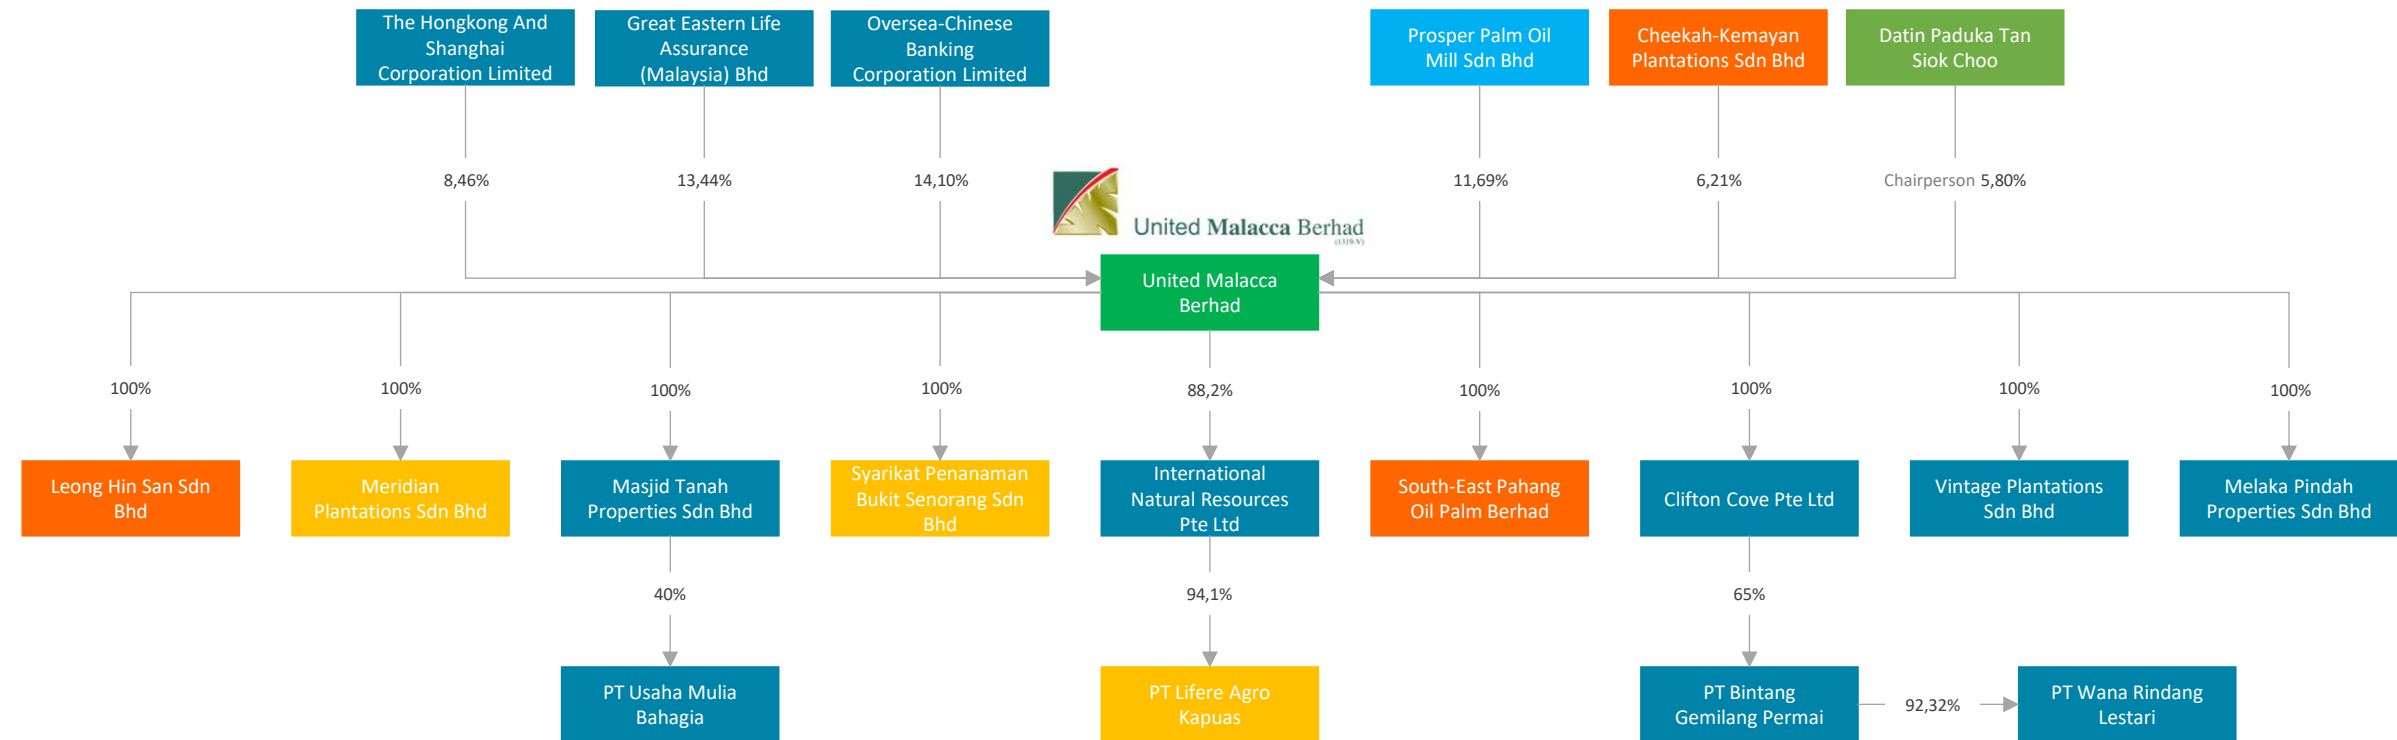 The Hongkong And
Shanghai
Corporation Limited
Great Eastern Life
Assurance
(Malaysia) Bhd
Oversea-Chinese
Banking
Corporation Limited
Prosper Palm Oil
Mill Sdn Bhd
Cheekah-Kemayan
Plantations Sdn Bhd
Datin Paduka Tan
Siok Choo
8,46%
13,44%
14,10%
11,69%
6,21%
Chairperson 5,80%
United Malacca Berhad
(1319-V)
United Malacca
Berhad
100%
100%
100%
100%
88,2%
100%
100%
100%
100%
Leong Hin San Sdn
Bhd
Meridian
Plantations Sdn Bhd
Masjid Tanah
Properties Sdn Bhd
Syarikat Penanaman
Bukit Senorang Sdn
Bhd
International
Natural Resources
Pte Ltd
South-East Pahang
Oil Palm Berhad
Clifton Cove Pte Ltd
Vintage Plantations
Sdn Bhd
Melaka Pindah
Properties Sdn Bhd
40%
94,1%
65%
PT Usaha Mulia
Bahagia
PT Lifere Agro
Kapuas
PT Bintang
Gemilang Permai
92,32%
PT Wana Rindang
Lestari